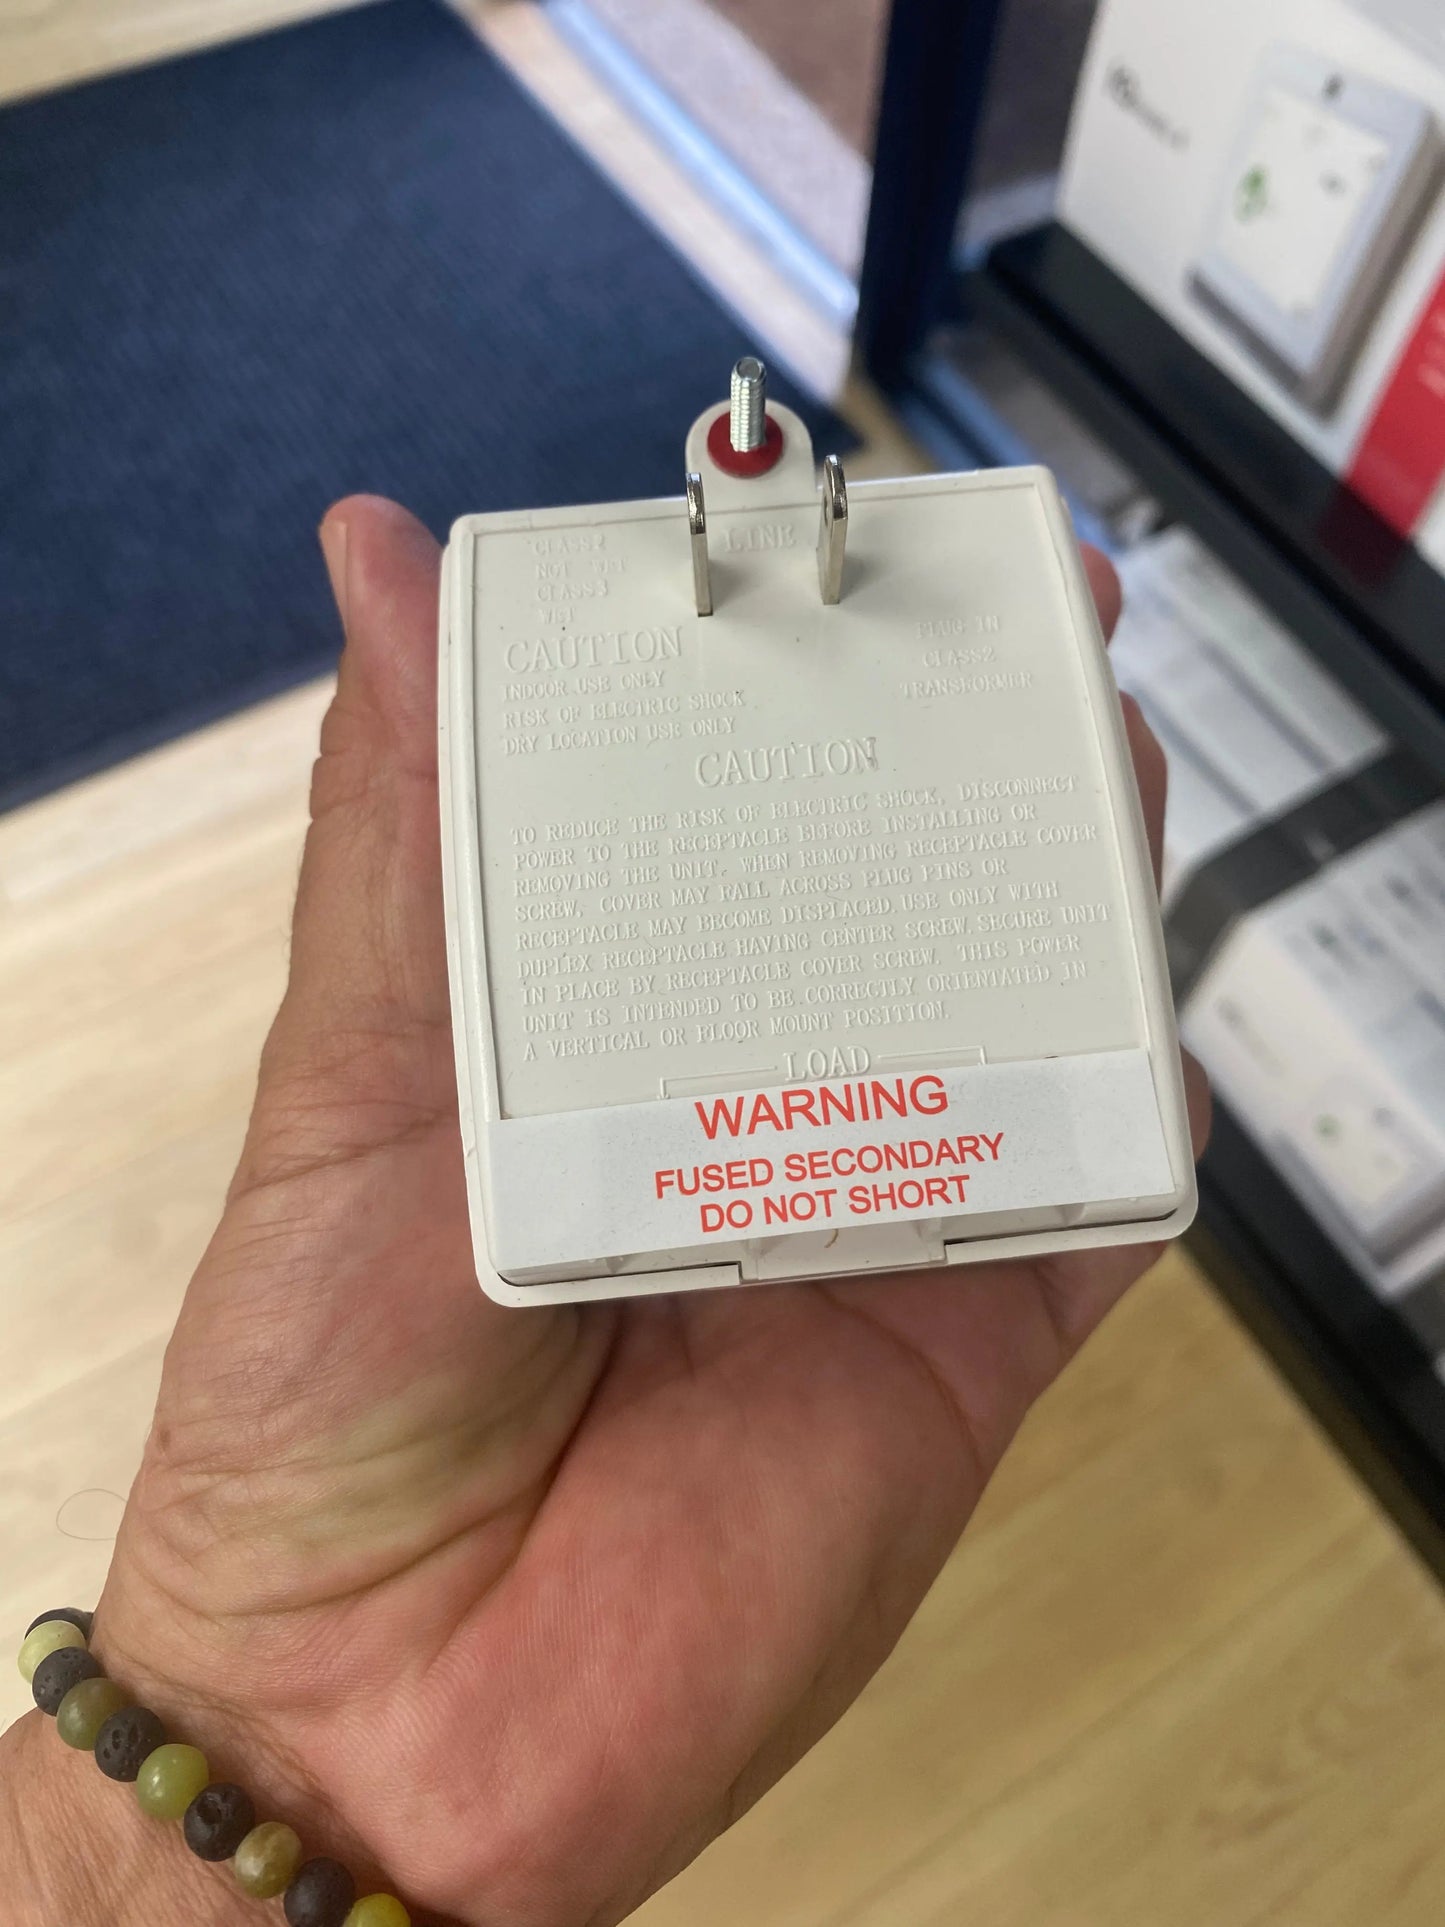 CLASS2
NOT WET
CLASS3
WET
LINE
CAUTION
INDOOR USE ONLY
RISK OF ELECTRIC SHOCK
DRY LOCATION USE ONLY
PLUG IN
CLASS2
TRANSFORMER
CAUTION
TO REDUCE THE RISK OF ELECTRIC SHOCK, DISCONNECT
POWER TO THE RECEPTACLE BEFORE INSTALLING OR
REMOVING THE UNIT. WHEN REMOVING RECEPTACLE COVER
SCREW, COVER MAY FALL ACROSS PLUG PINS OR
RECEPTACLE MAY BECOME DISPLACED. USE ONLY WITH
DUPLEX RECEPTACLE HAVING CENTER SCREW. SECURE UNIT
IN PLACE BY RECEPTACLE COVER SCREW. THIS POWER
UNIT IS INTENDED TO BE CORRECTLY ORIENTATED IN
A VERTICAL OR FLOOR MOUNT POSITION.
LOAD
WARNING
FUSED SECONDARY
DO NOT SHORT